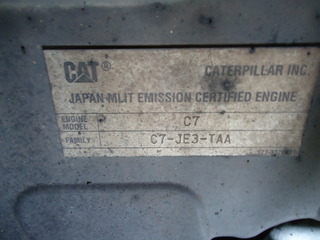 CAT® CATERPILLAR INC.
JAPAN MLIT EMISSION CERTIFIED ENGINE
ENGINE MODEL C7
FAMILY C7-JE3-TAA